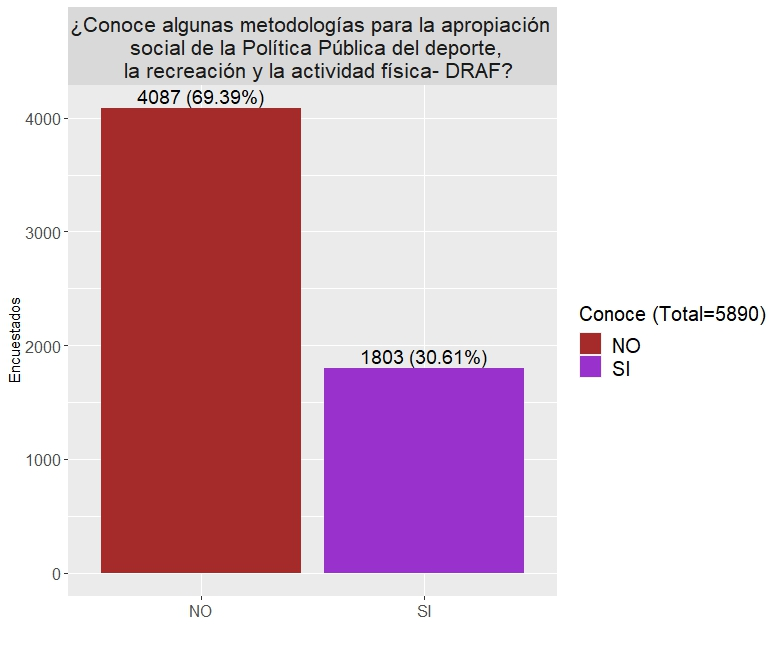 ¿Conoce algunas metodologías para la apropiación
social de la Política Pública del deporte,
la recreación y la actividad física- DRAF?
4087 (69.39%)
1803 (30.61%)
4000
3000
2000
1000
0
Encuestados
NO
SI
Conoce (Total=5890)
NO
SI